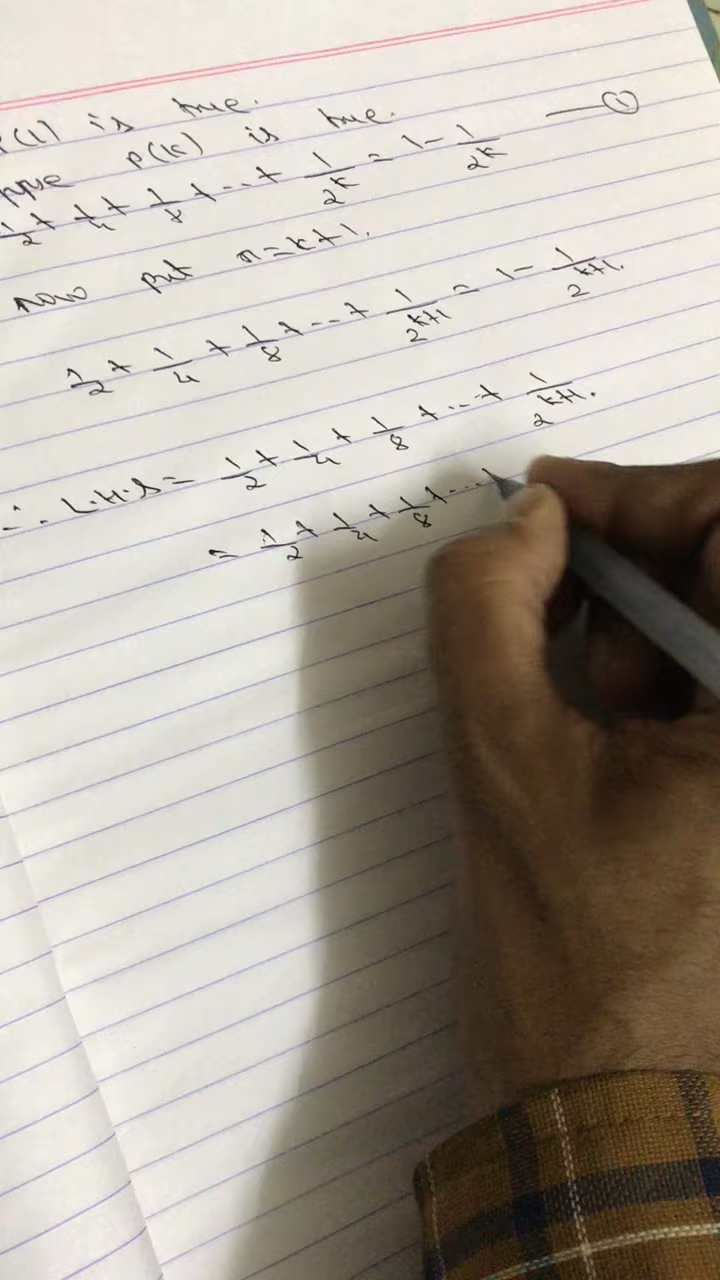 P(1) is true.
P(k) is true.
1/2 + 1/4 + 1/8 + ... + 1/2^k = 1 - 1/2^k —— ①
now put n=k+1.
1/2 + 1/4 + 1/8 + ... + 1/2^(k+1) = 1 - 1/2^(k+1).
∴ L.H.S = 1/2 + 1/4 + 1/8 + ... + 1/2^(k+1).
= 1/2 + 1/4 + 1/8 + ...